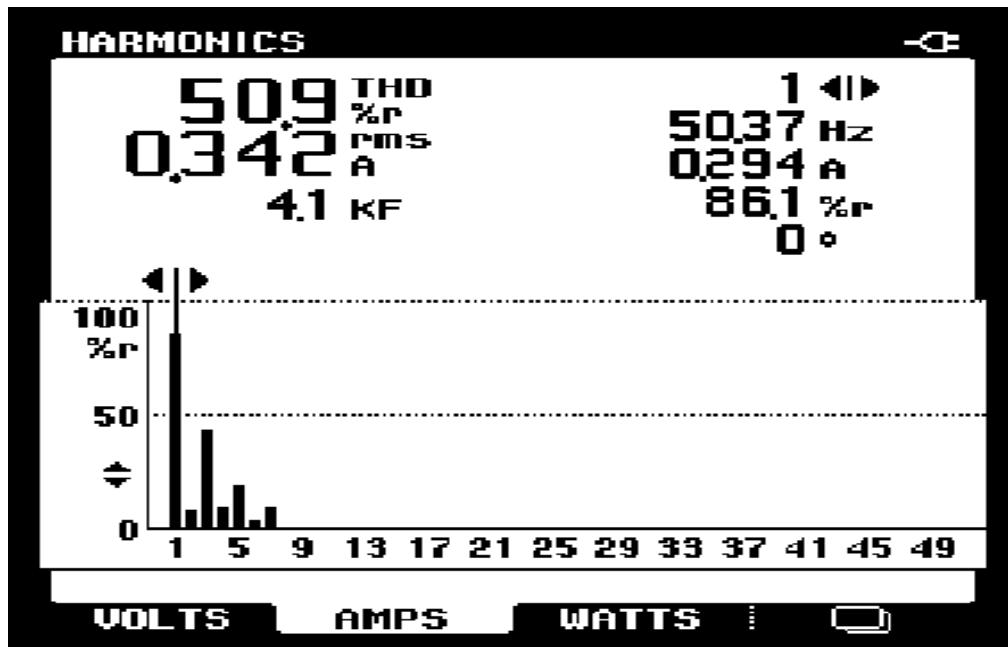 HARMONICS
50.9 THD %r
0.342 rms A
4.1 KF
1
50.37 Hz
0.294 A
86.1 %r
0 °
100
%r
50
0
1 5 9 13 17 21 25 29 33 37 41 45 49
VOLTS AMPS WATTS